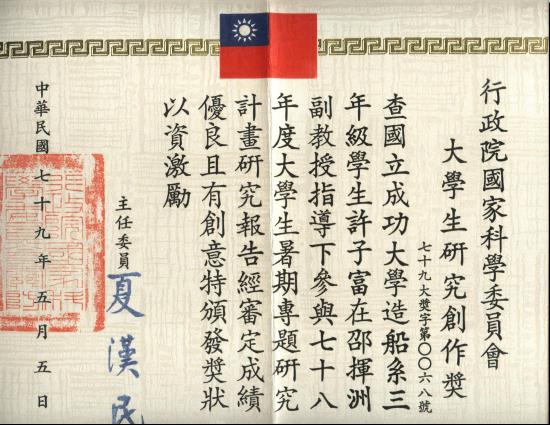 行政院國家科學委員會
大學生研究創作獎
七十九大獎字第〇〇六八號
查國立成功大學造船系三
年級學生許子富在邵揮洲
副教授指導下參與七十八
年度大學生暑期專題研究
計畫研究報告經審定成績
優良且有創意特頒發獎狀
以資激勵
主任委員
夏漢民
中華民國七十九年五月五日